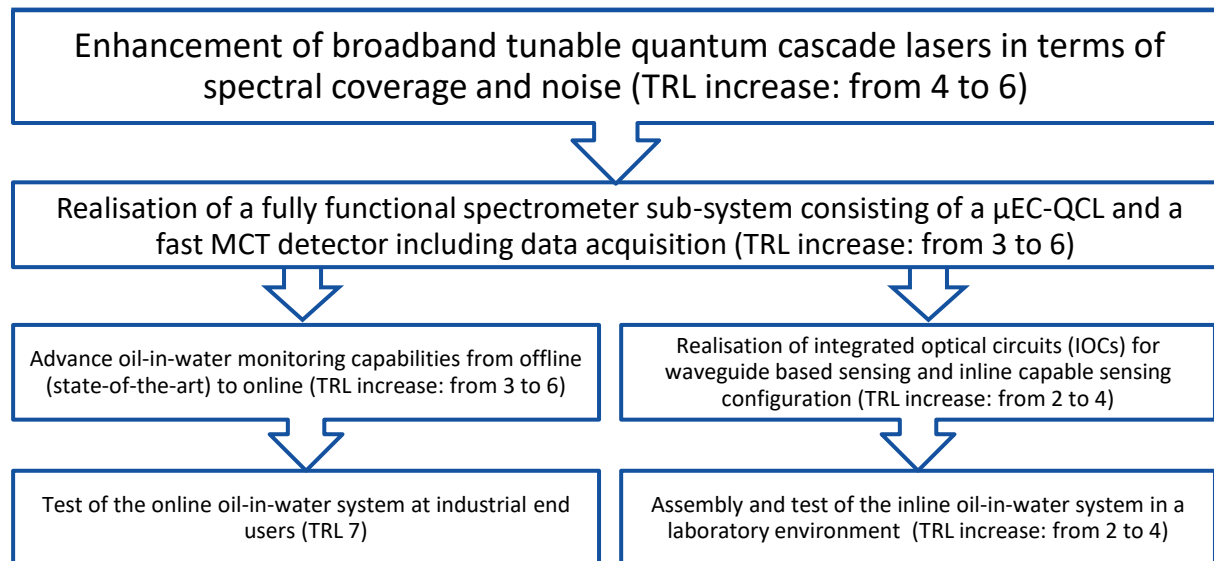 Enhancement of broadband tunable quantum cascade lasers in terms of
spectral coverage and noise (TRL increase: from 4 to 6)
Realisation of a fully functional spectrometer sub-system consisting of a µEC-QCL and a
fast MCT detector including data acquisition (TRL increase: from 3 to 6)
Advance oil-in-water monitoring capabilities from offline
(state-of-the-art) to online (TRL increase: from 3 to 6)
Realisation of integrated optical circuits (IOCs) for
waveguide based sensing and inline capable sensing
configuration (TRL increase: from 2 to 4)
Test of the online oil-in-water system at industrial end
users (TRL 7)
Assembly and test of the inline oil-in-water system in a
laboratory environment  (TRL increase: from 2 to 4)